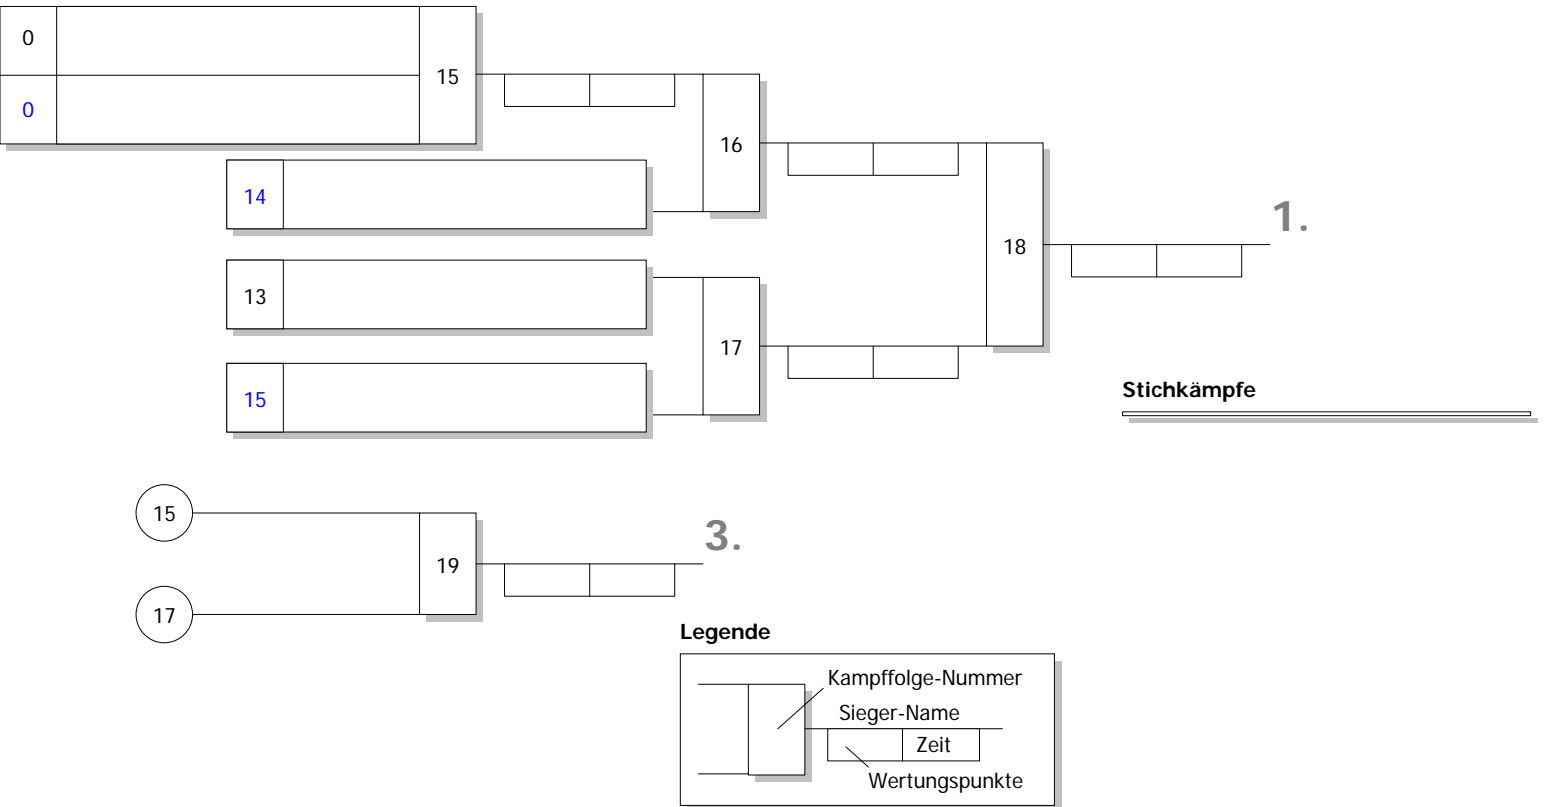 0
15
0
16
14
1.
18
13
17
15
Stichkämpfe
15
3.
19
17
Legende
Kampffolge-Nummer
Sieger-Name
Zeit
Wertungspunkte